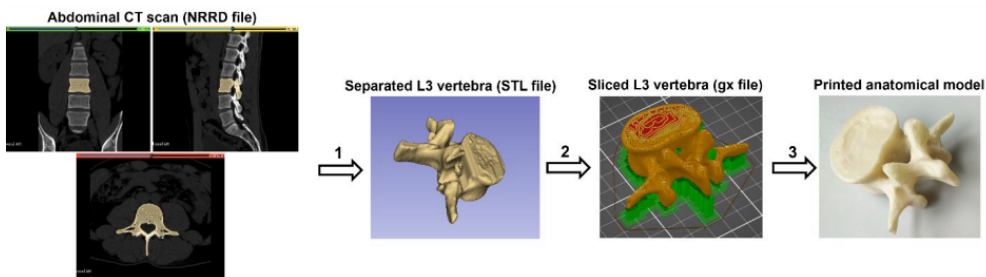 Abdominal CT scan (NRRD file)
Separated L3 vertebra (STL file)
Sliced L3 vertebra (gx file)
Printed anatomical model
1
2
3